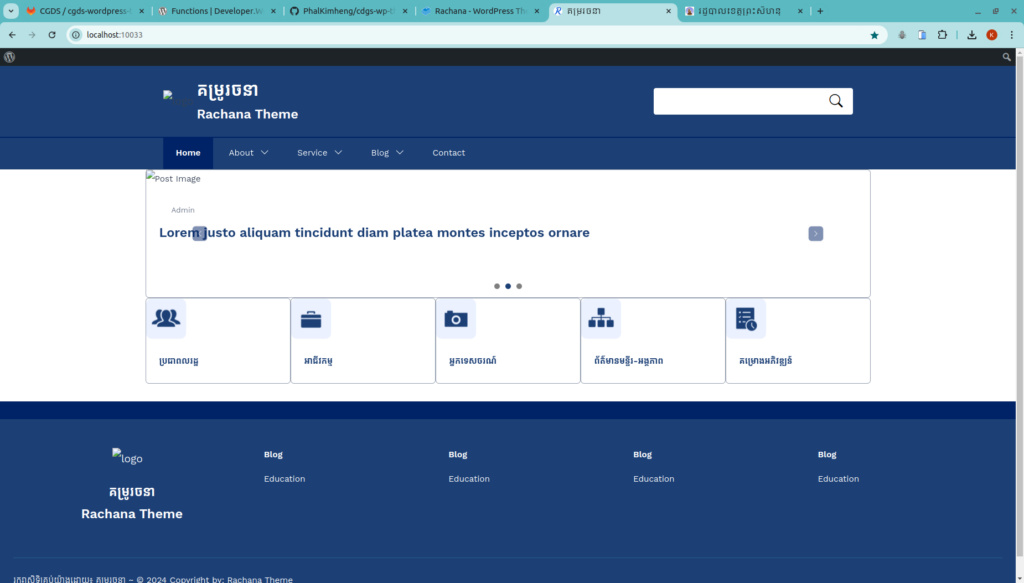 CGDS / cgds-wordpress-
Functions | Developer.W
PhalKimheng/cdgs-wp-t
Rachana - WordPress Th
គម្រូរចនា
រដ្ឋបាលខេត្តព្រះសីហនុ
localhost:10033
K
គម្រូរចនា
Rachana Theme
Home
About
Service
Blog
Contact
Post Image
Admin
Lorem justo aliquam tincidunt diam platea montes inceptos ornare
ប្រជាពលរដ្ឋ
អាជីវកម្ម
អ្នកទេសចរណ៍
ព័ត៌មានមន្ទីរ-អង្គភាព
គម្រោងអភិវឌ្ឍន៍
logo
គម្រូរចនា
Rachana Theme
Blog
Education
Blog
Education
Blog
Education
Blog
Education
រក្សាសិទ្ធិគ្រប់យ៉ាងដោយ៖ គម្រូរចនា – © 2024 Copyright by: Rachana Theme